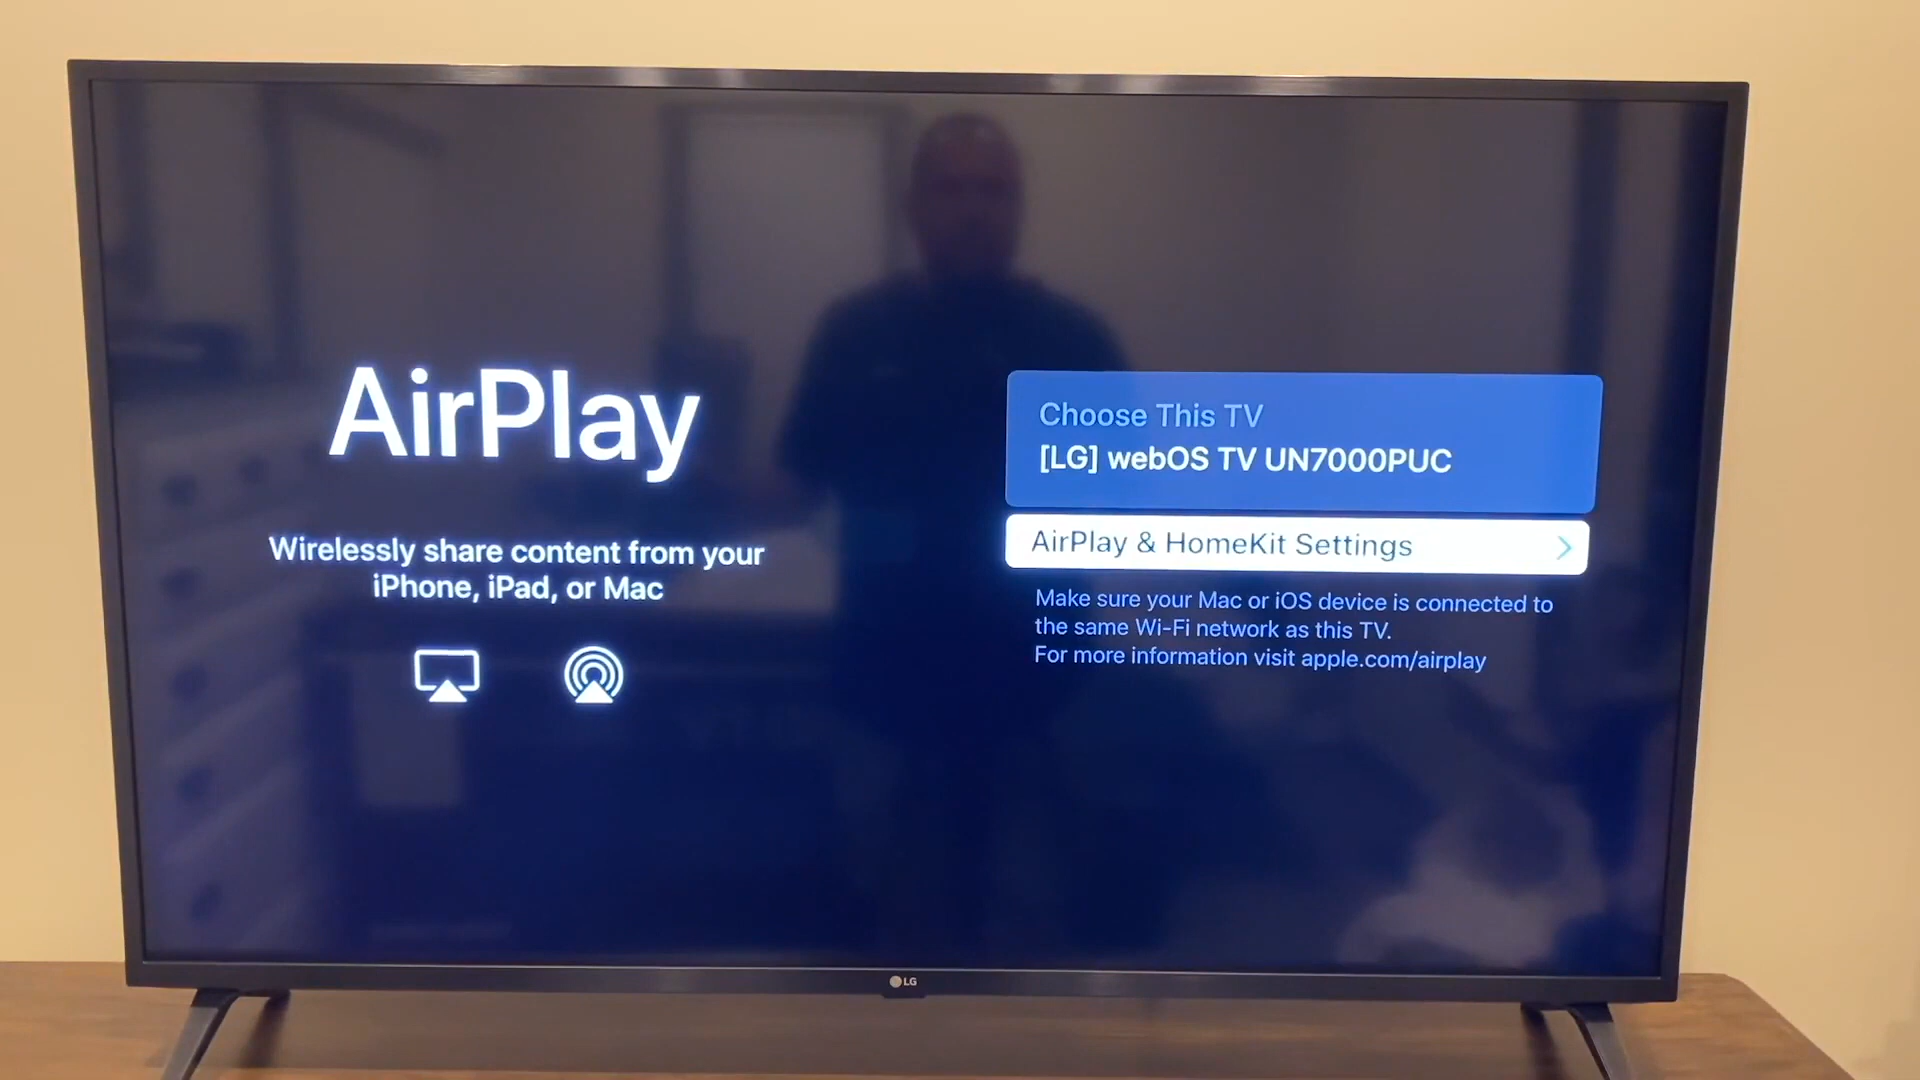 AirPlay
Wirelessly share content from your
iPhone, iPad, or Mac
Choose This TV
[LG] webOS TV UN7000PUC
AirPlay & HomeKit Settings
Make sure your Mac or iOS device is connected to
the same Wi-Fi network as this TV.
For more information visit apple.com/airplay
LG